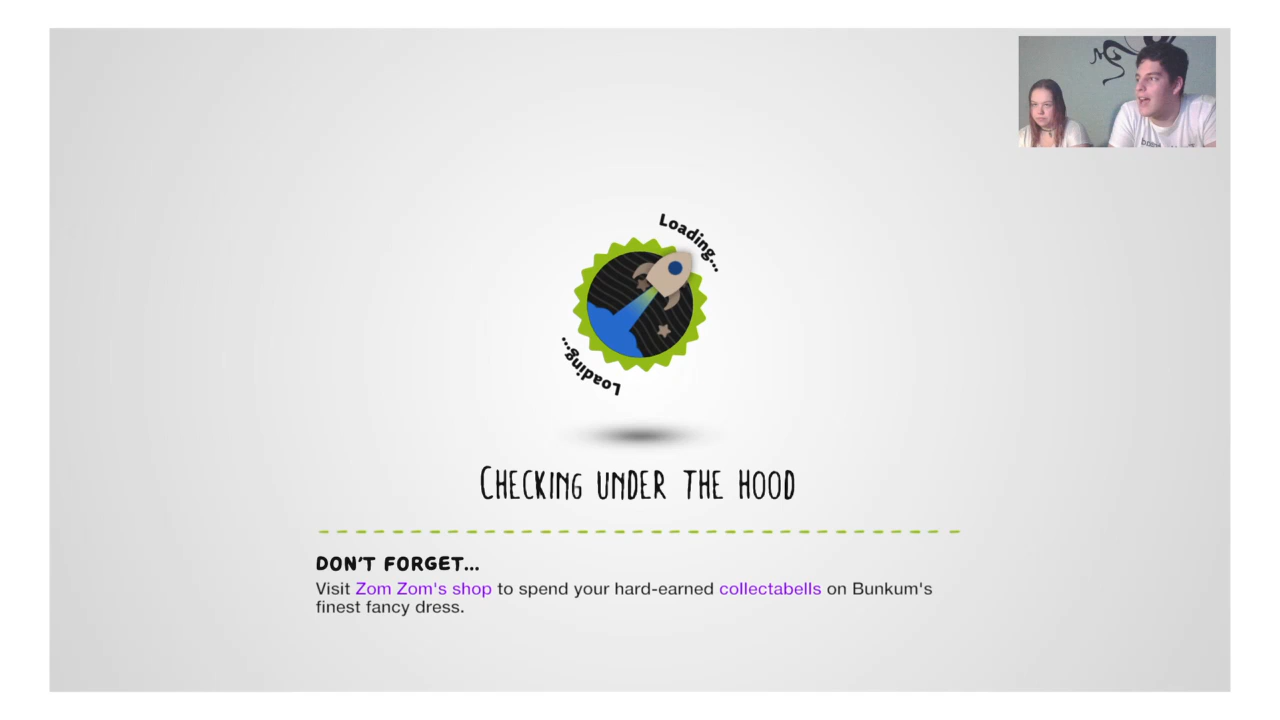 Loading...
Loading...
CHECKING UNDER THE HOOD
DON'T FORGET...
Visit Zom Zom's shop to spend your hard-earned collectabells on Bunkum's
finest fancy dress.